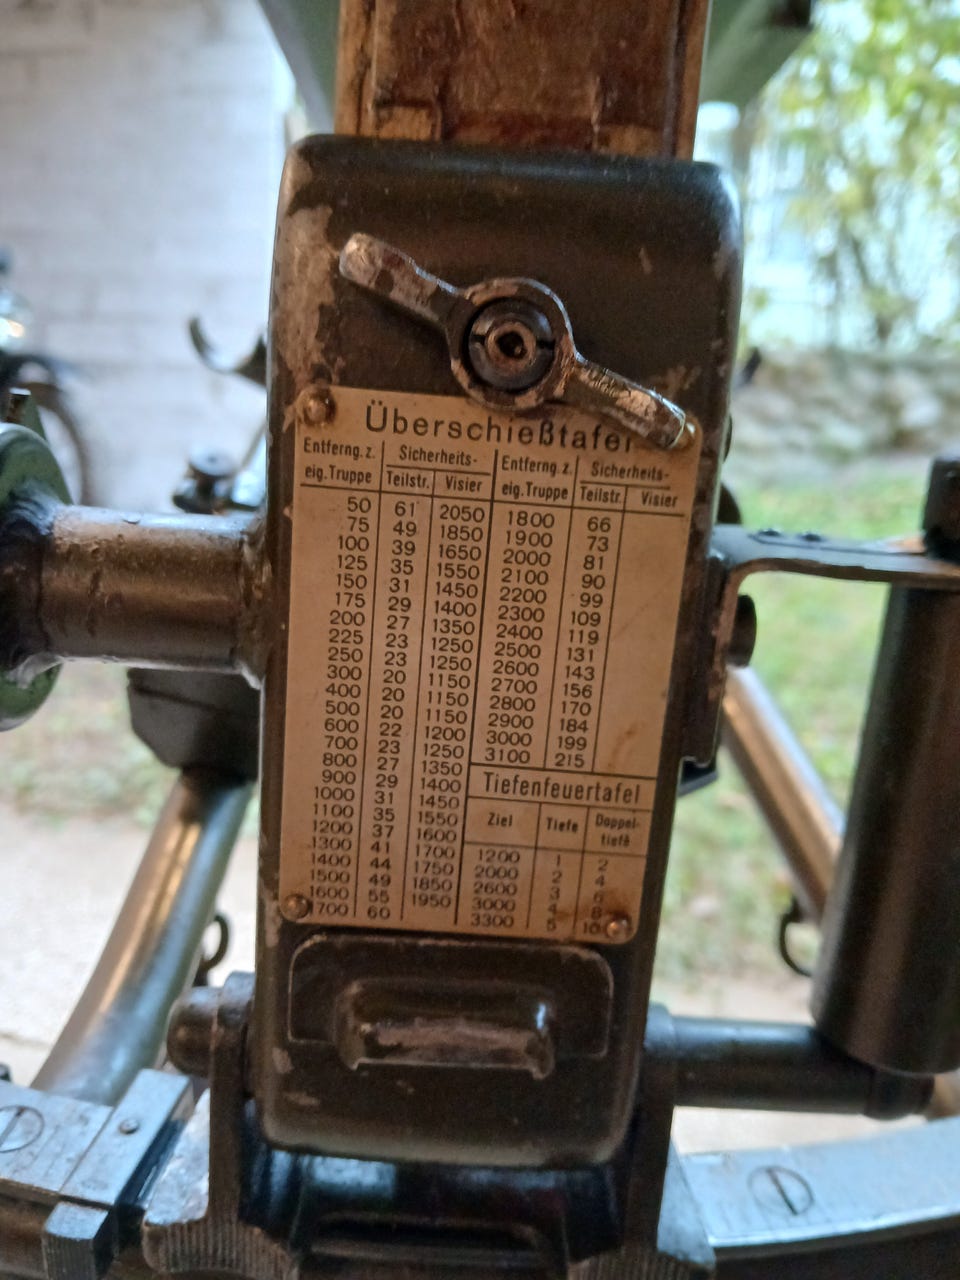 Überschießtafel
Entferng.z. eig.Truppe Sicherheits- Teilstr. Visier
50 61 2050
75 49 1850
100 39 1650
125 35 1550
150 31 1450
175 29 1400
200 27 1350
225 23 1250
250 23 1250
300 20 1150
400 20 1150
500 20 1150
600 22 1200
700 23 1250
800 27 1350
900 29 1400
1000 31 1450
1100 35 1550
1200 37 1600
1300 41 1700
1400 44 1750
1500 49 1850
1600 55 1950
1700 60
Entferng.z. eig.Truppe Sicherheits- Teilstr. Visier
1800 66
1900 73
2000 81
2100 90
2200 99
2300 109
2400 119
2500 131
2600 143
2700 156
2800 170
2900 184
3000 199
3100 215
Tiefenfeuertafel
Ziel Tiefe Doppel-
tiefe
1200 1 2
2000 2 4
2600 3 6
3000 4 8
3300 5 10